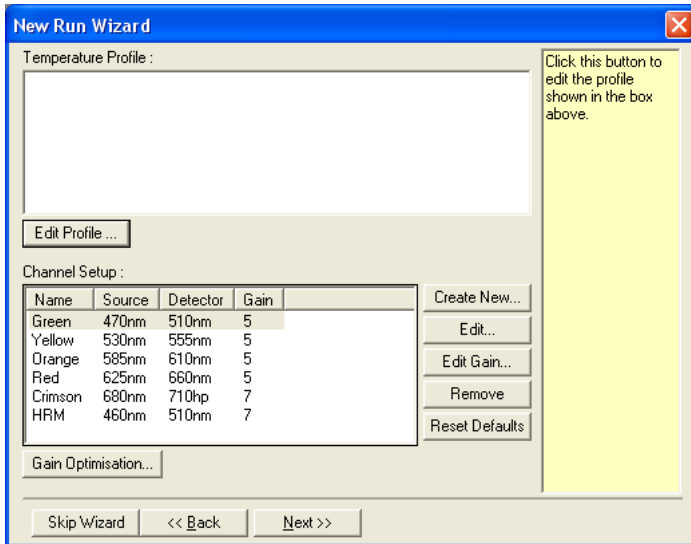 New Run Wizard
Temperature Profile :
Click this button to
edit the profile
shown in the box
above.
Edit Profile ...
Channel Setup :
Name Source Detector Gain
Green 470nm 510nm 5
Yellow 530nm 555nm 5
Orange 585nm 610nm 5
Red 625nm 660nm 5
Crimson 680nm 710hp 7
HRM 460nm 510nm 7
Create New...
Edit...
Edit Gain...
Remove
Reset Defaults
Gain Optimisation...
Skip Wizard << Back Next >>